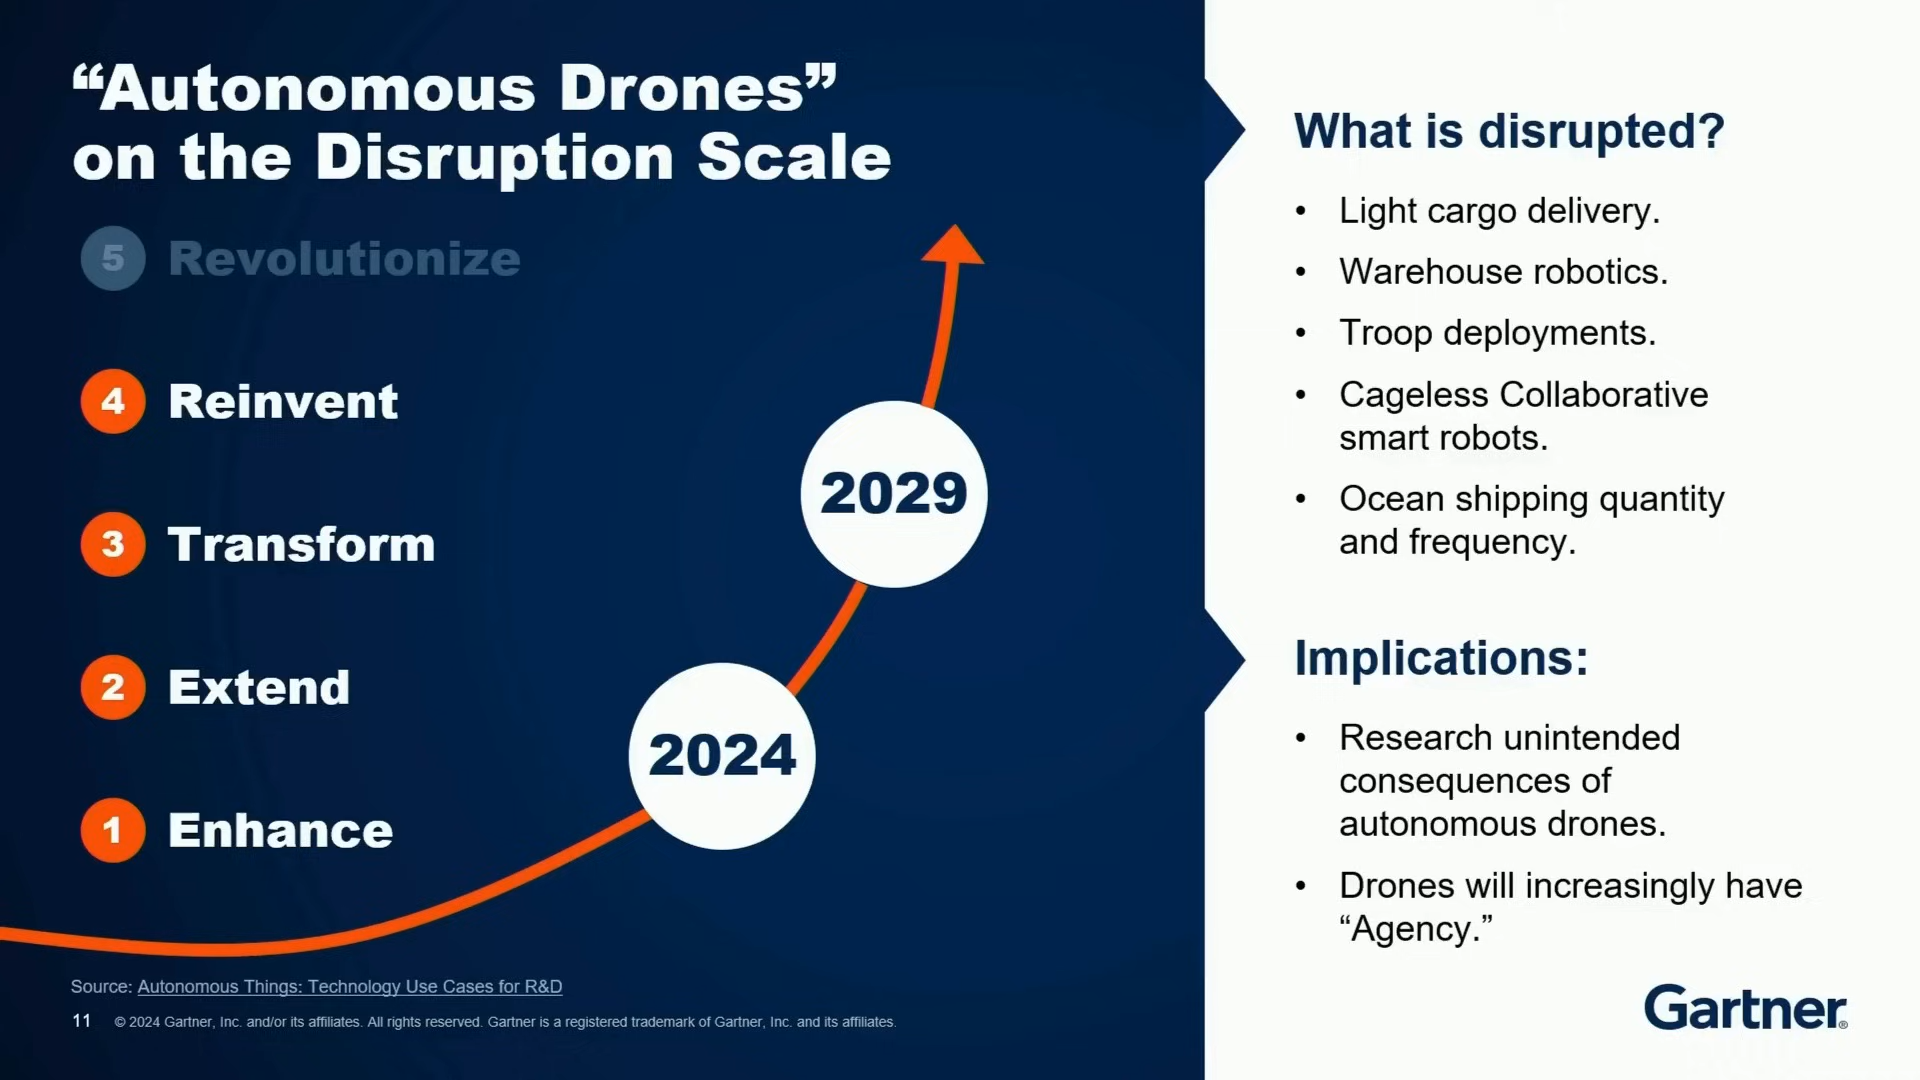 “Autonomous Drones”
on the Disruption Scale
5 Revolutionize
4 Reinvent
3 Transform
2 Extend
1 Enhance
2029
2024
Source: Autonomous Things: Technology Use Cases for R&D
11 © 2024 Gartner, Inc. and/or its affiliates. All rights reserved. Gartner is a registered trademark of Gartner, Inc. and its affiliates.
What is disrupted?
• Light cargo delivery.
• Warehouse robotics.
• Troop deployments.
• Cageless Collaborative
smart robots.
• Ocean shipping quantity
and frequency.
Implications:
• Research unintended
consequences of
autonomous drones.
• Drones will increasingly have
“Agency.”
Gartner®